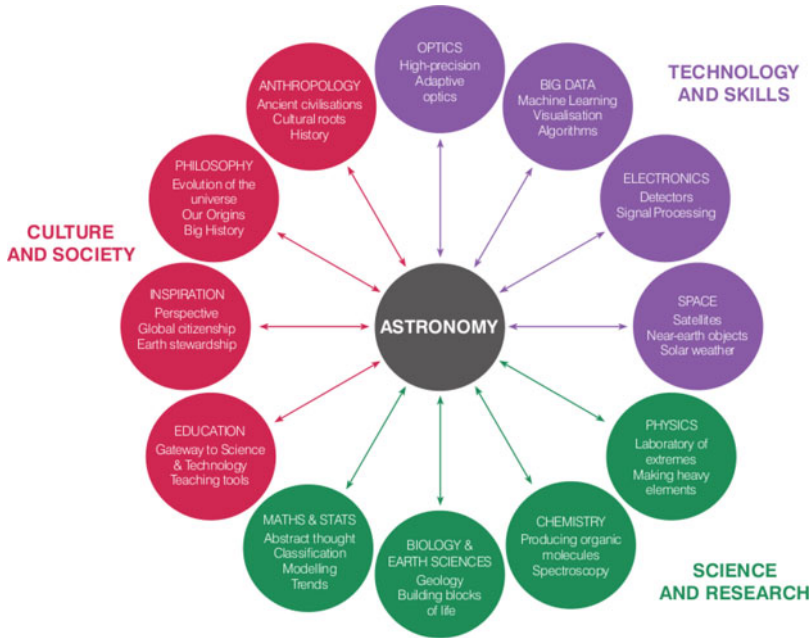 OPTICS
High-precision
Adaptive
optics
BIG DATA
Machine Learning
Visualisation
Algorithms
TECHNOLOGY
AND SKILLS
ELECTRONICS
Detectors
Signal Processing
SPACE
Satellites
Near-earth objects
Solar weather
PHYSICS
Laboratory of
extremes
Making heavy
elements
CHEMISTRY
Producing organic
molecules
Spectroscopy
SCIENCE
AND RESEARCH
BIOLOGY &
EARTH SCIENCES
Geology
Building blocks
of life
MATHS & STATS
Abstract thought
Classification
Modelling
Trends
EDUCATION
Gateway to Science
& Technology
Teaching tools
INSPIRATION
Perspective
Global citizenship
Earth stewardship
CULTURE
AND SOCIETY
PHILOSOPHY
Evolution of the
universe
Our Origins
Big History
ANTHROPOLOGY
Ancient civilisations
Cultural roots
History
ASTRONOMY